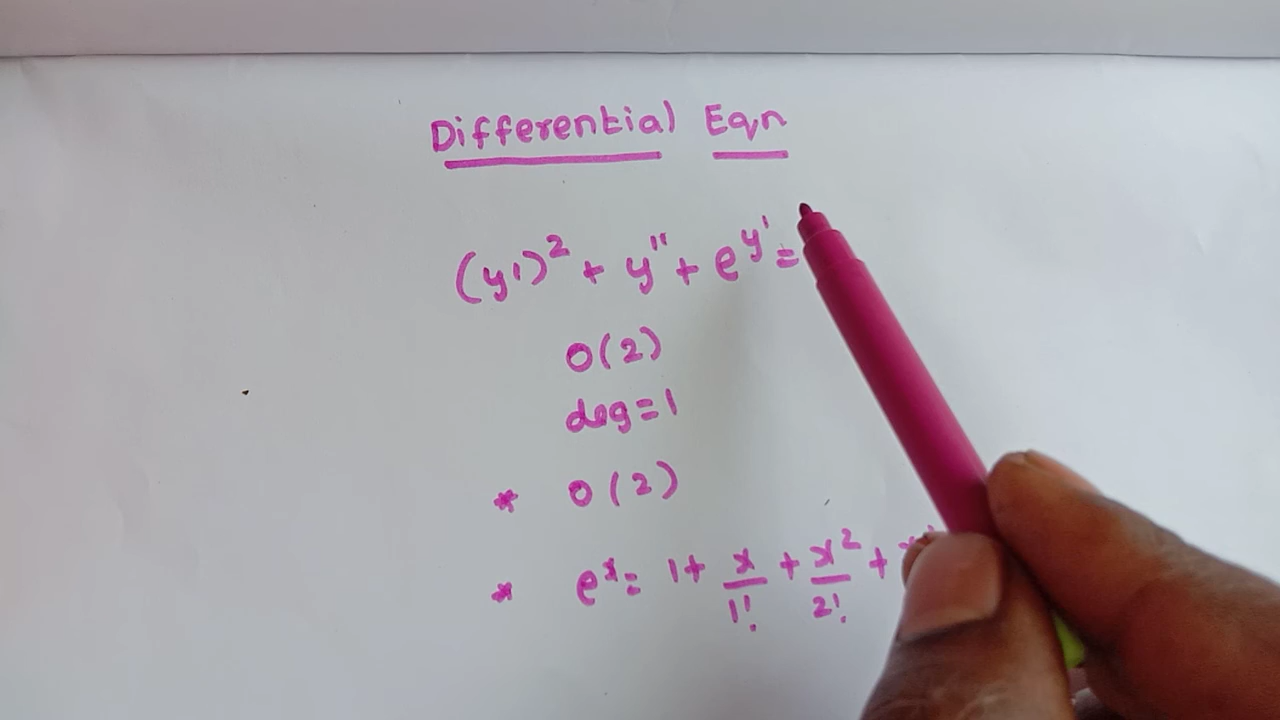 Differential Eqn
(y')² + y'' + e^y' =
O(2)
deg = 1
* O(2)
* e^x = 1 + x/1! + x²/2! +